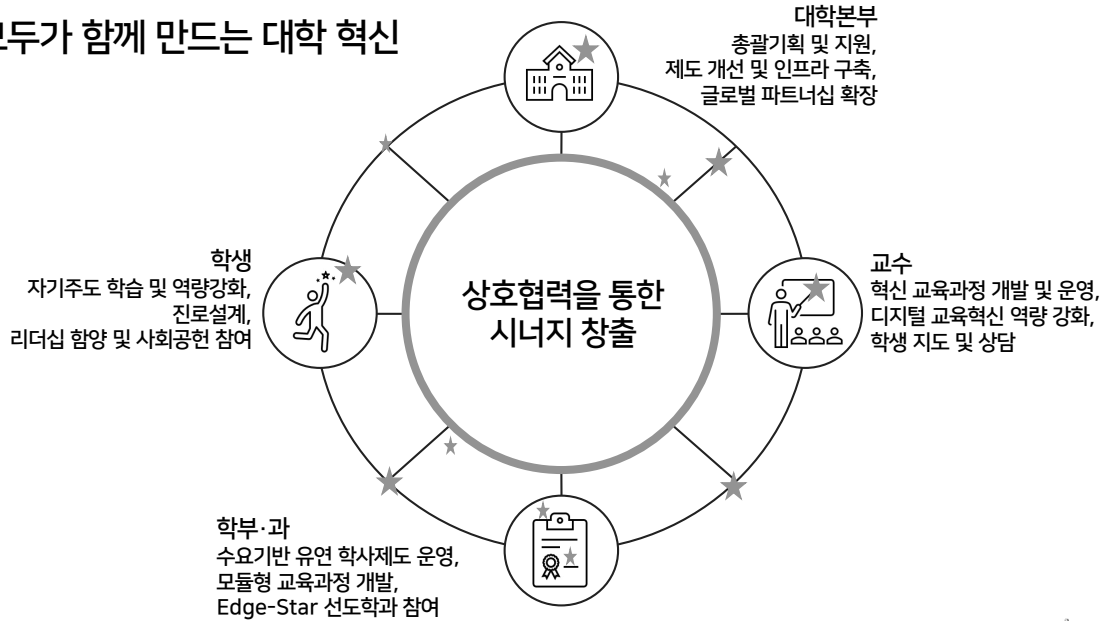 모두가 함께 만드는 대학 혁신
대학본부
총괄기획 및 지원,
제도 개선 및 인프라 구축,
글로벌 파트너십 확장
학생
자기주도 학습 및 역량강화,
진로설계,
리더십 함양 및 사회공헌 참여
상호협력을 통한
시너지 창출
교수
혁신 교육과정 개발 및 운영,
디지털 교육혁신 역량 강화,
학생 지도 및 상담
학부·과
수요기반 유연 학사제도 운영,
모듈형 교육과정 개발,
Edge-Star 선도학과 참여